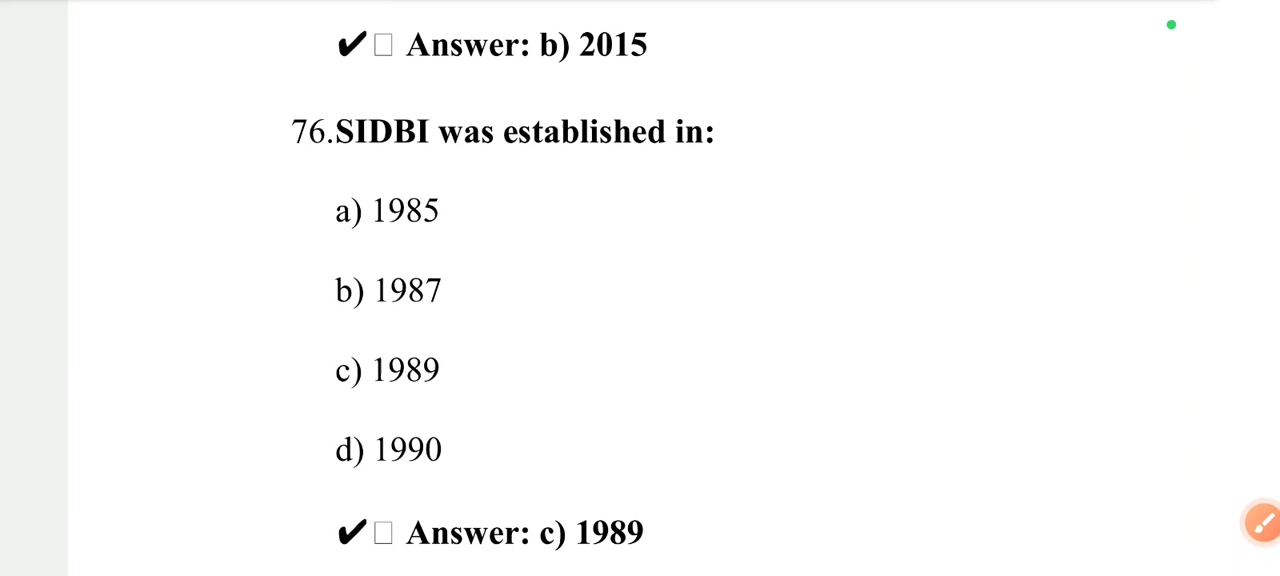 ✔□ Answer: b) 2015
76.SIDBI was established in:
a) 1985
b) 1987
c) 1989
d) 1990
✔□ Answer: c) 1989